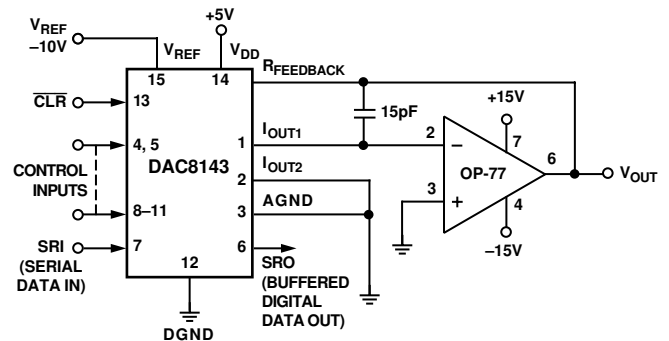 VREF
–10V
+5V
VREF
VDD
RFEEDBACK
15
14
CLR
13
15pF
+15V
4, 5
1
IOUT1
2
–
7
6
CONTROL
INPUTS
DAC8143
OP-77
VOUT
IOUT2
2
3
+
4
8–11
3
AGND
–15V
SRI
7
6
SRO
(SERIAL
DATA IN)
12
(BUFFERED
DIGITAL
DATA OUT)
DGND